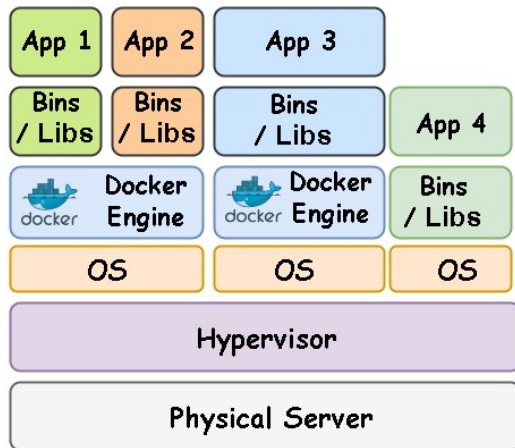 App 1
App 2
App 3
Bins
/ Libs
Bins
/ Libs
Bins
/ Libs
App 4
docker
Docker
Engine
docker
Docker
Engine
Bins
/ Libs
OS
OS
OS
Hypervisor
Physical Server